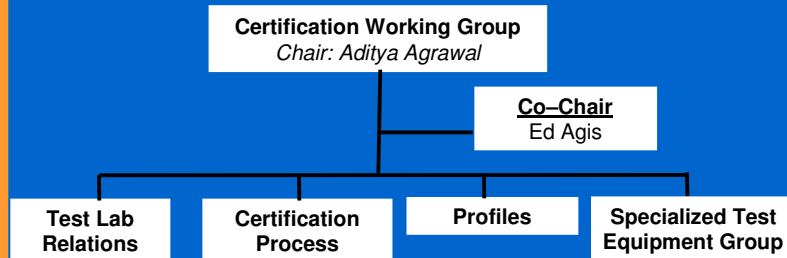 Certification Working Group
Chair: Aditya Agrawal
Co–Chair
Ed Agis
Test Lab
Relations
Certification
Process
Profiles
Specialized Test
Equipment Group